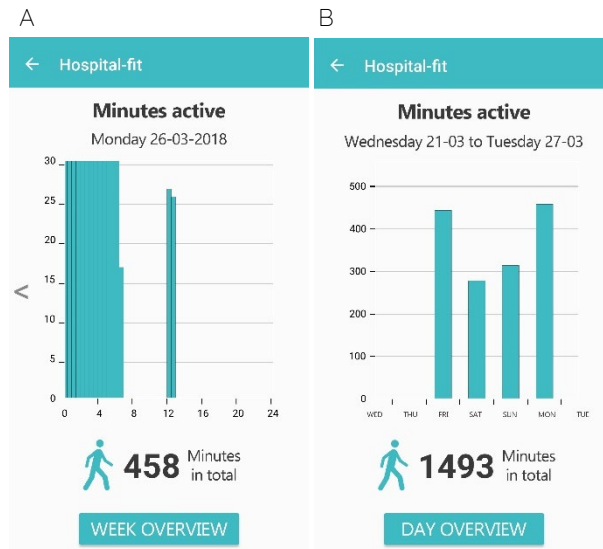 A
← Hospital-fit
Minutes active
Monday 26-03-2018
30
25
20
15
10
5
0
0 4 8 12 16 20 24
<
458 Minutes in total
WEEK OVERVIEW
B
← Hospital-fit
Minutes active
Wednesday 21-03 to Tuesday 27-03
500
400
300
200
100
0
WED THU FRI SAT SUN MON TUE
1493 Minutes in total
DAY OVERVIEW